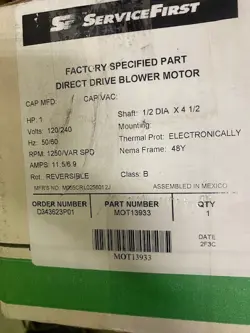 SF SERVICEFIRST
FACTORY SPECIFIED PART
DIRECT DRIVE BLOWER MOTOR
CAP MFD / CAP VAC:
HP: 1 Shaft: 1/2 DIA X 4 1/2
Volts: 120/240 Mounting:
Hz: 50/60 Thermal Prot: ELECTRONICALLY
RPM: 1250/VAR SPD Nema Frame: 48Y
AMPS: 11.5/6.9
Rot: REVERSIBLE Class: B
MFR'S NO. ASSEMBLED IN MEXICO
ORDER NUMBER PART NUMBER QTY
D343623P01 MOT13933 1
MOT13933
DATE
2F3C